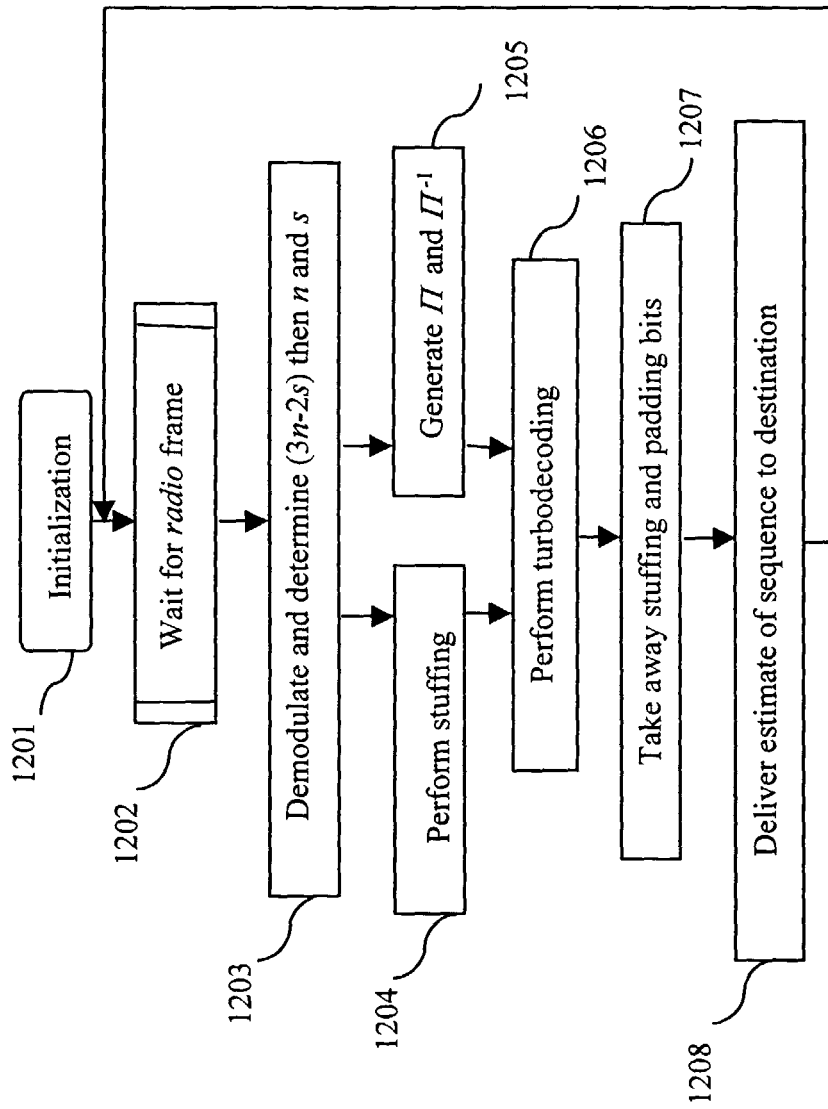 1201
Initialization
1202
Wait for radio frame
1203
Demodulate and determine (3n-2s) then n and s
1204
Perform stuffing
1205
Generate Π and Π⁻¹
1206
Perform turbodecoding
1207
Take away stuffing and padding bits
1208
Deliver estimate of sequence to destination